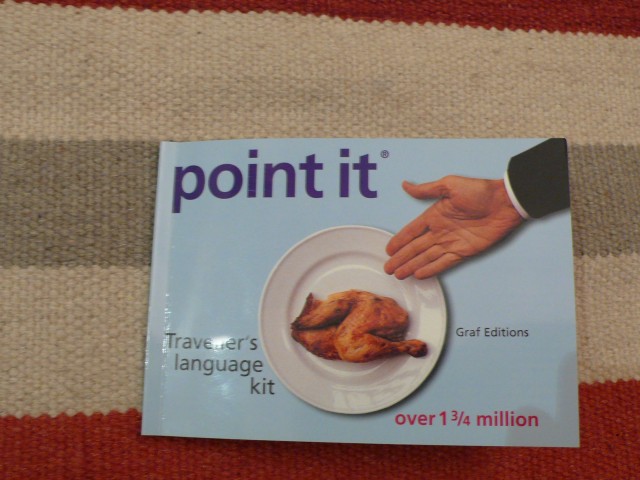 point it®
Traveller's
language
kit
Graf Editions
over 1 3/4 million